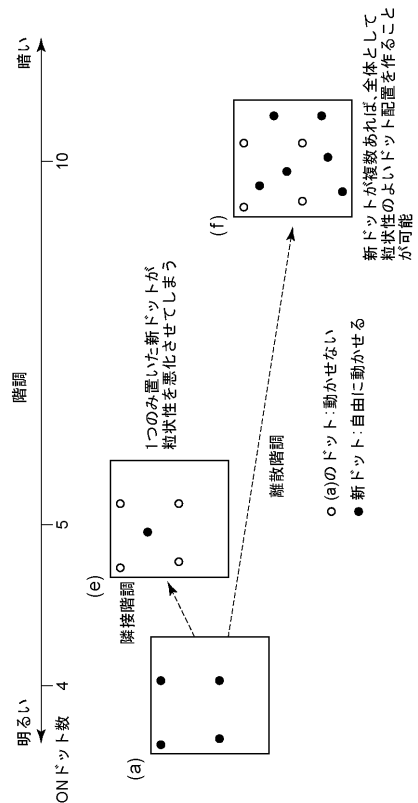 階調
明るい
暗い
ONドット数
4
5
10
(a)
隣接階調
(e)
1つのみ置いた新ドットが
粒状性を悪化させてしまう
離散階調
(f)
○ (a)のドット：動かせない
● 新ドット：自由に動かせる
新ドットが複数あれば、全体として
粒状性のよいドット配置を作ること
が可能